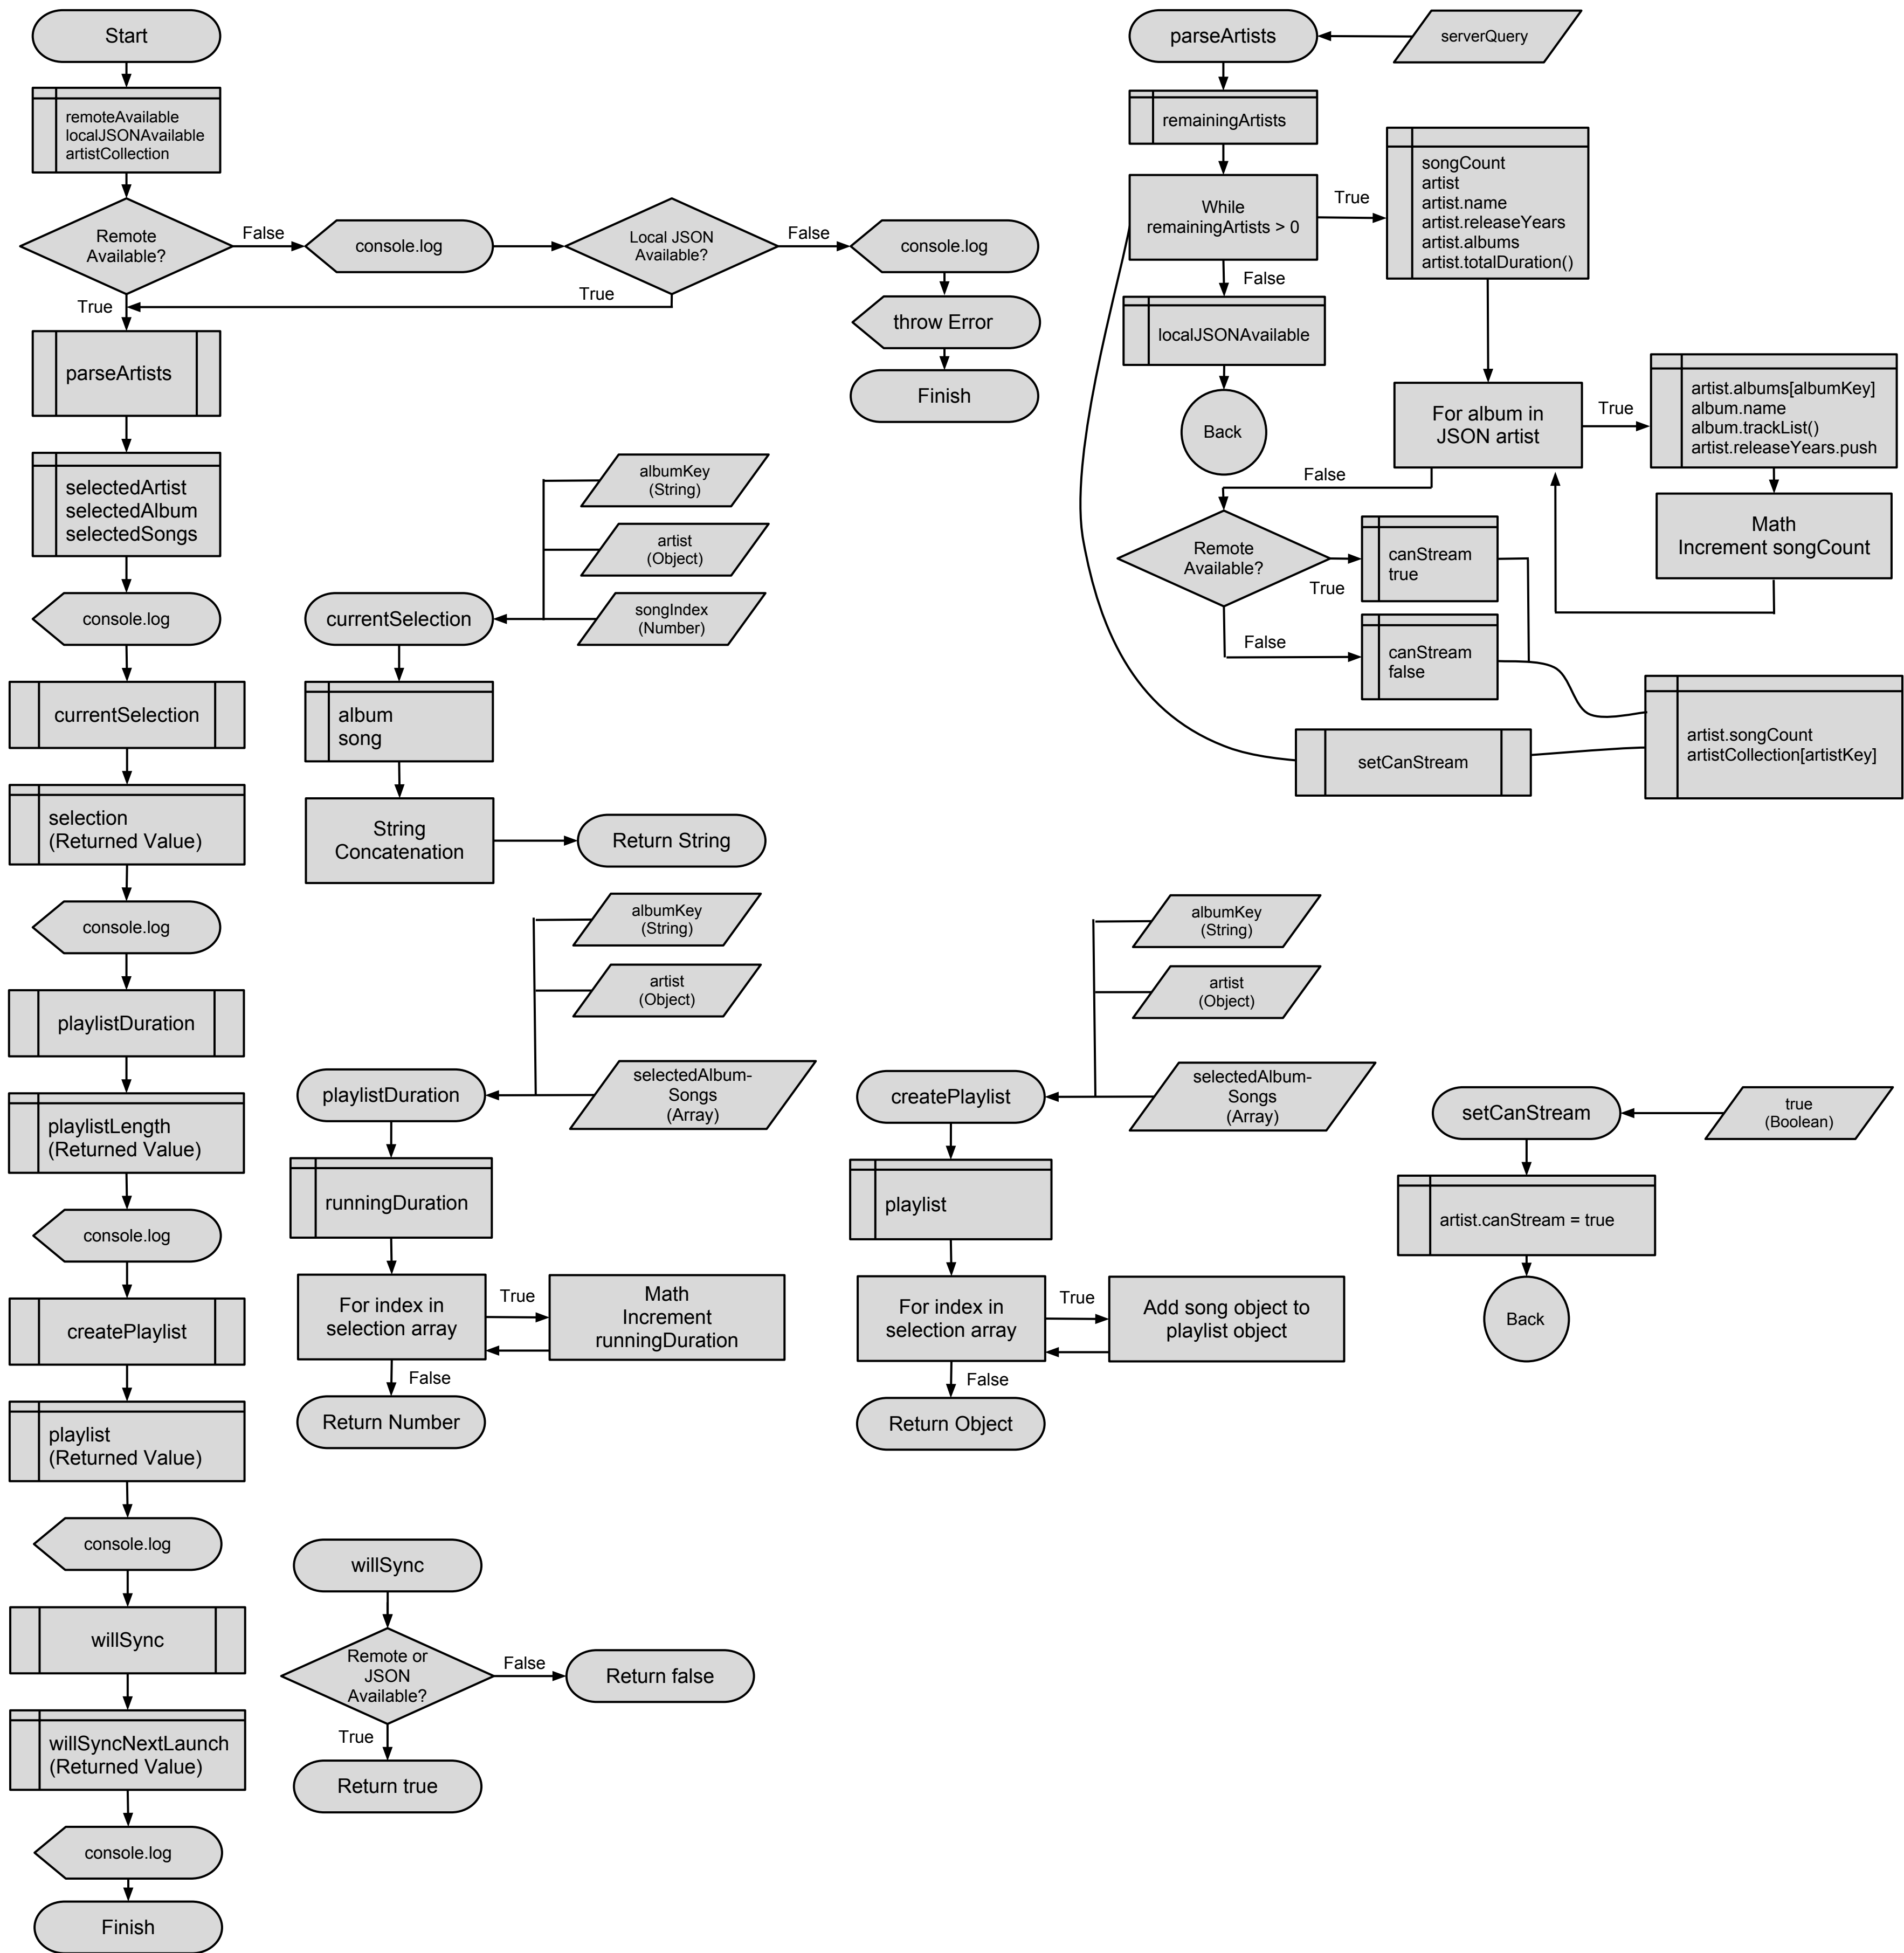 Start
remoteAvailable
localJSONAvailable
artistCollection
Remote
Available?
False
console.log
Local JSON
Available?
False
console.log
True
True
throw Error
Finish
parseArtists
selectedArtist
selectedAlbum
selectedSongs
console.log
currentSelection
selection
(Returned Value)
console.log
playlistDuration
playlistLength
(Returned Value)
console.log
createPlaylist
playlist
(Returned Value)
console.log
willSync
willSyncNextLaunch
(Returned Value)
console.log
Finish
parseArtists
serverQuery
remainingArtists
While
remainingArtists > 0
True
songCount
artist
artist.name
artist.releaseYears
artist.albums
artist.totalDuration()
False
localJSONAvailable
Back
For album in
JSON artist
True
artist.albums[albumKey]
album.name
album.trackList()
artist.releaseYears.push
Math
Increment songCount
False
Remote
Available?
True
canStream
true
False
canStream
false
artist.songCount
artistCollection[artistKey]
setCanStream
albumKey
(String)
artist
(Object)
songIndex
(Number)
currentSelection
album
song
String
Concatenation
Return String
albumKey
(String)
artist
(Object)
selectedAlbum-
Songs
(Array)
playlistDuration
runningDuration
For index in
selection array
True
Math
Increment
runningDuration
False
Return Number
albumKey
(String)
artist
(Object)
selectedAlbum-
Songs
(Array)
createPlaylist
playlist
For index in
selection array
True
Add song object to
playlist object
False
Return Object
setCanStream
true
(Boolean)
artist.canStream = true
Back
willSync
Remote or
JSON
Available?
False
Return false
True
Return true